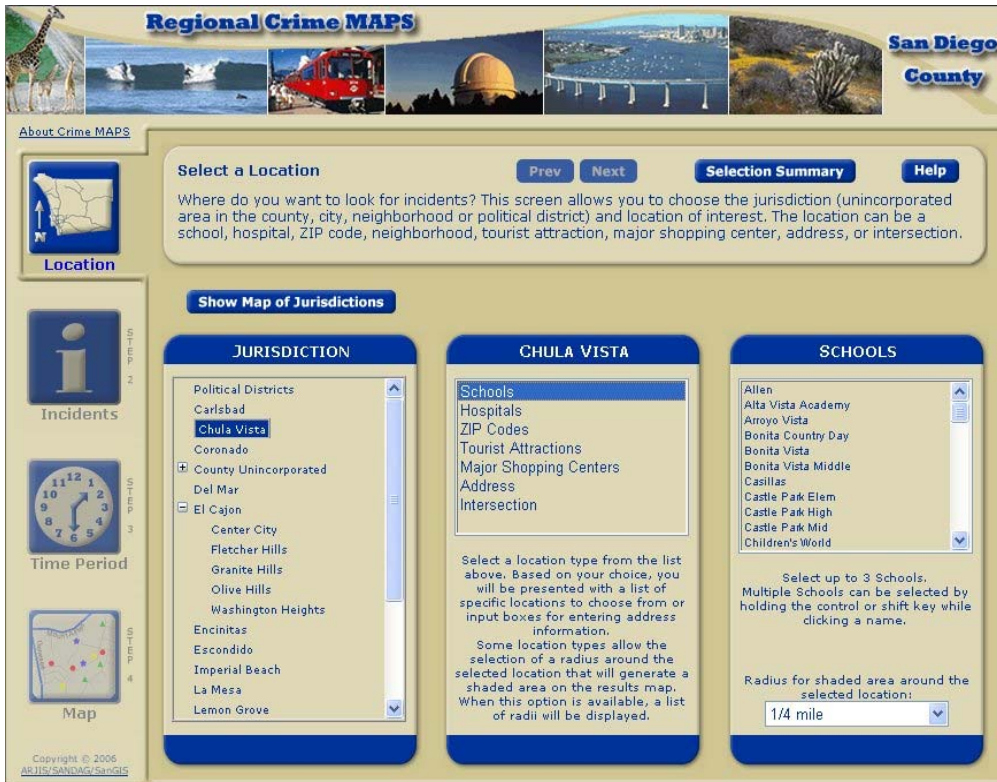 Regional Crime MAPS
San Diego
County
About Crime MAPS
Location
Select a Location
Prev
Next
Selection Summary
Help
Where do you want to look for incidents? This screen allows you to choose the jurisdiction (unincorporated
area in the county, city, neighborhood or political district) and location of interest. The location can be a
school, hospital, ZIP code, neighborhood, tourist attraction, major shopping center, address, or intersection.
N
Show Map of Jurisdictions
STEP 2
Incidents
11 12 1
10 2
9 3
8 4
7 6 5
STEP 3
Time Period
STEP 4
Map
Copyright © 2006
ARJIS/SANDAG/SanGIS
JURISDICTION
Political Districts
Carlsbad
Chula Vista
Coronado
County Unincorporated
Del Mar
El Cajon
Center City
Fletcher Hills
Granite Hills
Olive Hills
Washington Heights
Encinitas
Escondido
Imperial Beach
La Mesa
Lemon Grove
CHULA VISTA
Schools
Hospitals
ZIP Codes
Tourist Attractions
Major Shopping Centers
Address
Intersection
Select a location type from the list
above. Based on your choice, you
will be presented with a list of
specific locations to choose from or
input boxes for entering address
information.
Some location types allow the
selection of a radius around the
selected location that will generate a
shaded area on the results map.
When this option is available, a list
of radii will be displayed.
SCHOOLS
Allen
Alta Vista Academy
Arroyo Vista
Bonita Country Day
Bonita Vista
Bonita Vista Middle
Casillas
Castle Park Elem
Castle Park High
Castle Park Mid
Children's World
Select up to 3 Schools.
Multiple Schools can be selected by
holding the control or shift key while
clicking a name.
Radius for shaded area around the
selected location:
1/4 mile